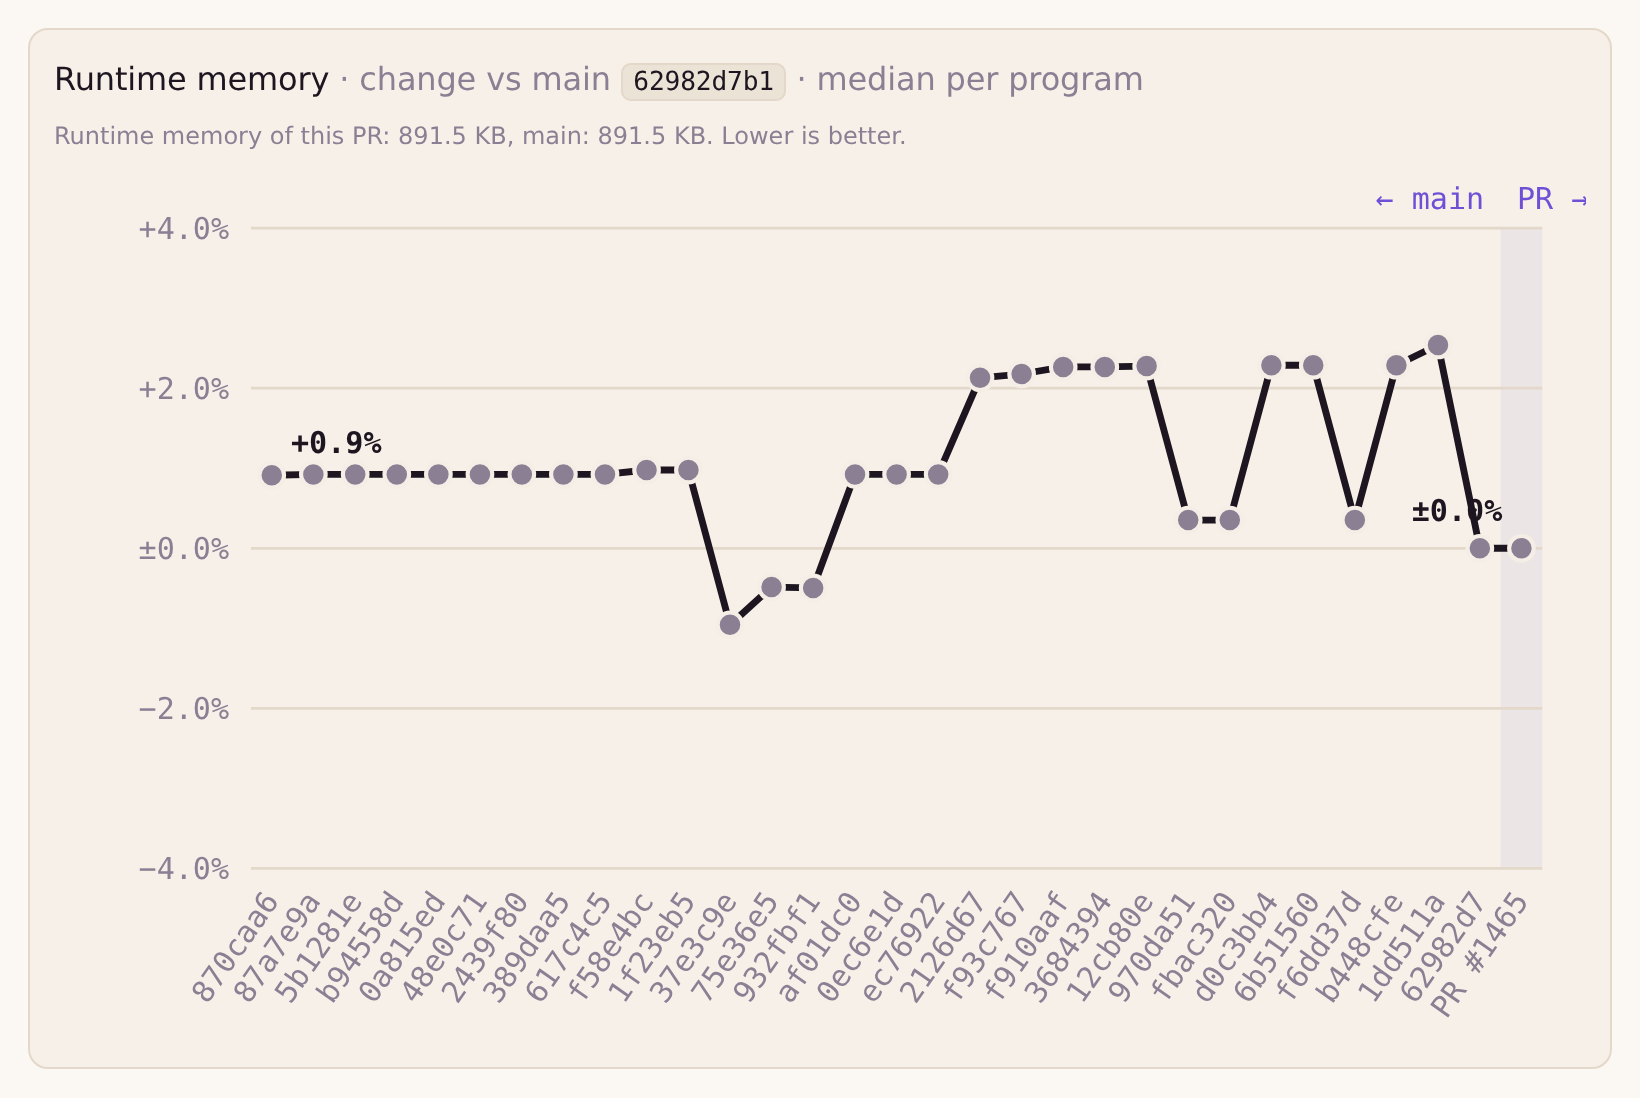 Runtime memory · change vs main 62982d7b1 · median per program
Runtime memory of this PR: 891.5 KB, main: 891.5 KB. Lower is better.
← main PR →
+4.0%
+2.0%
+0.9%
±0.0%
±0.0%
−2.0%
−4.0%
870caa6
87a7e9a
5b1281e
b94558d
0a815ed
48e0c71
2439f80
389daa5
617c4c5
f58e4bc
1f23eb5
37e3c9e
75e36e5
932fbf1
af01dc0
0ec6e1d
ec76922
2126d67
f93c767
f910aaf
3684394
12cb80e
970da51
fbac320
d0c3bb4
6b51560
f6dd37d
b448cfe
1dd511a
62982d7
PR #1465